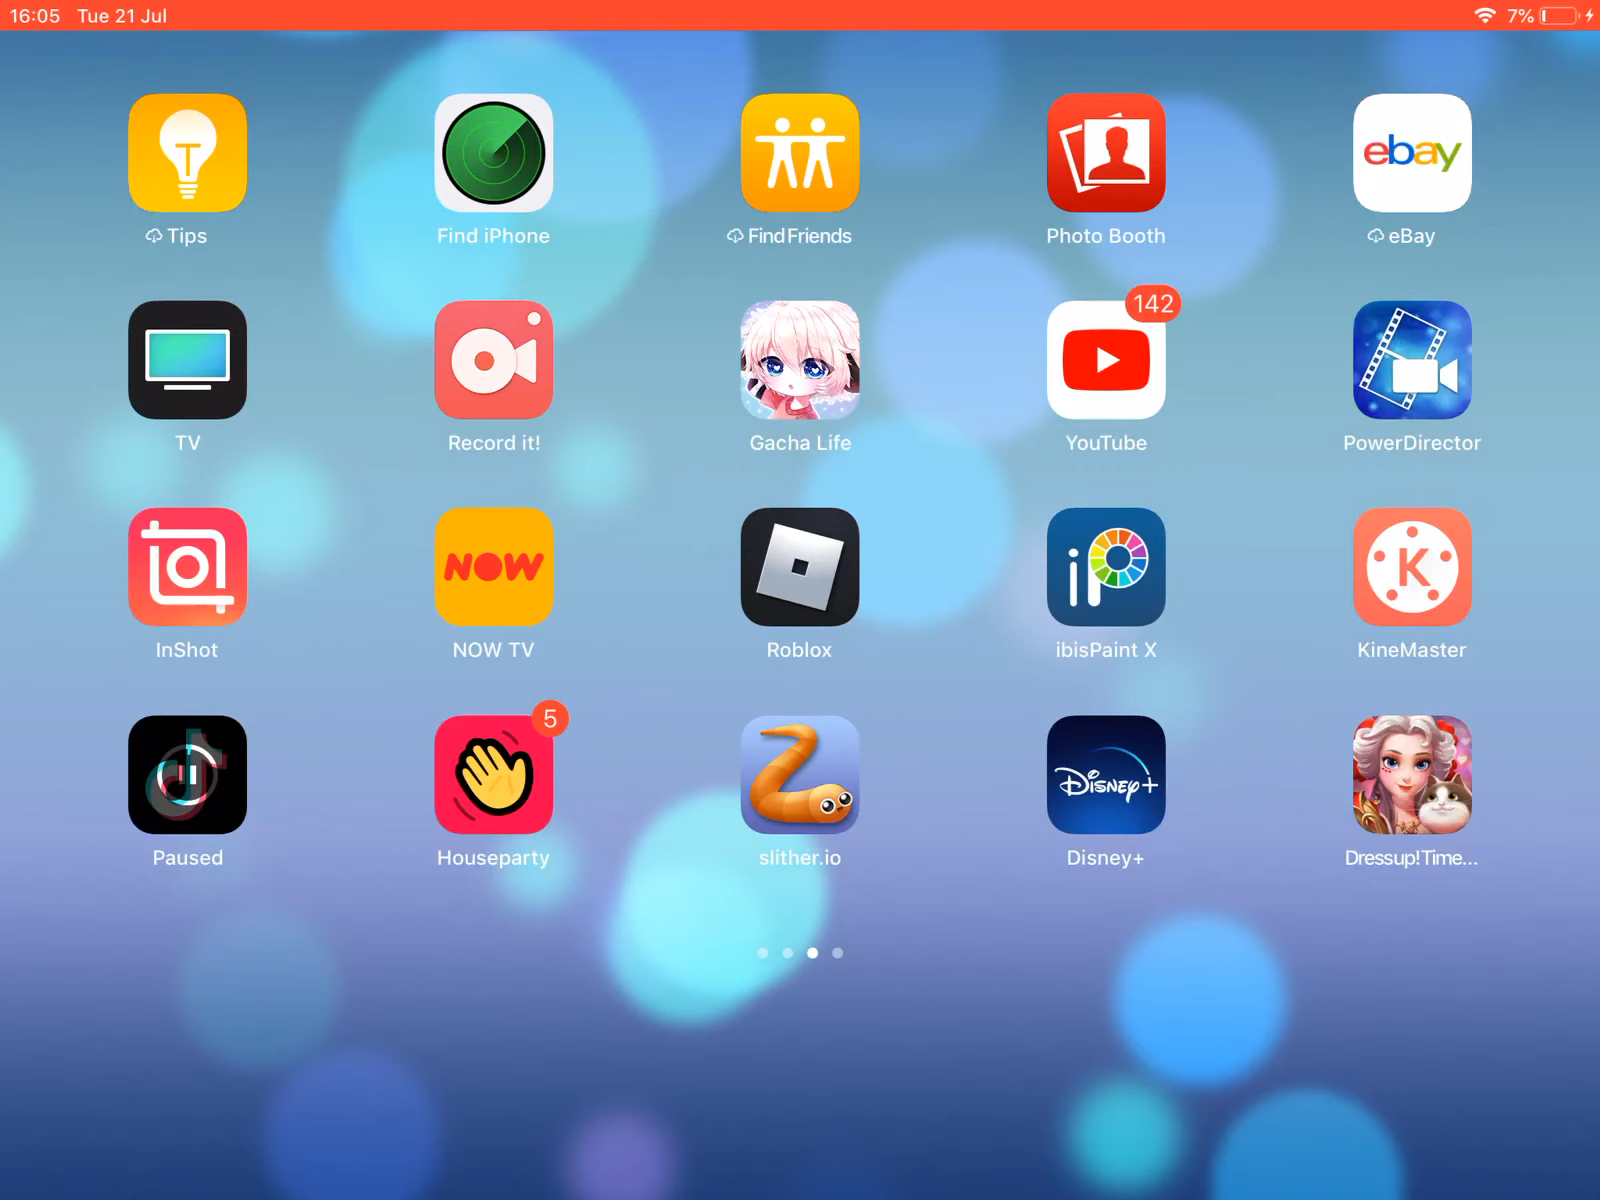 16:05 Tue 21 Jul 7%
ebay
Tips Find iPhone Find Friends Photo Booth eBay
142
TV Record it! Gacha Life YouTube PowerDirector
NOW iP K
InShot NOW TV Roblox ibisPaint X KineMaster
5
Disney+
Paused Houseparty slither.io Disney+ Dressup!Time...